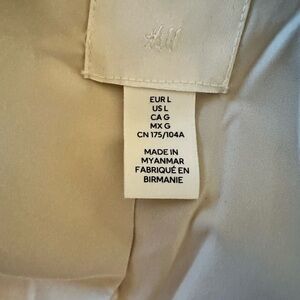 H&M
EUR L
US L
CA G
MX G
CN 175/104A
MADE IN
MYANMAR
FABRIQUÉ EN
BIRMANIE